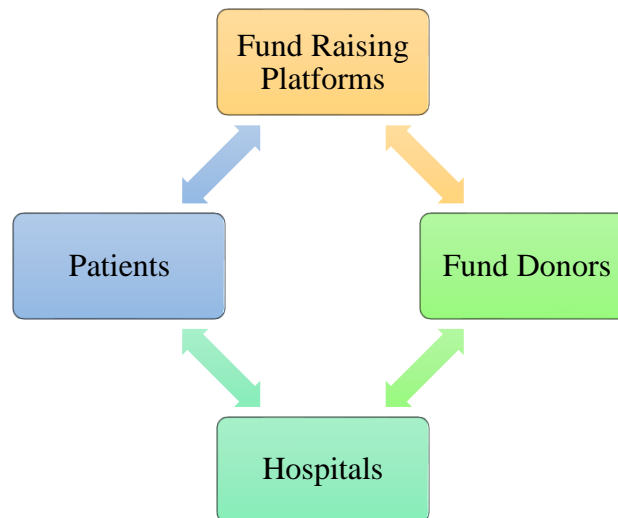 Fund Raising
Platforms
Patients
Fund Donors
Hospitals